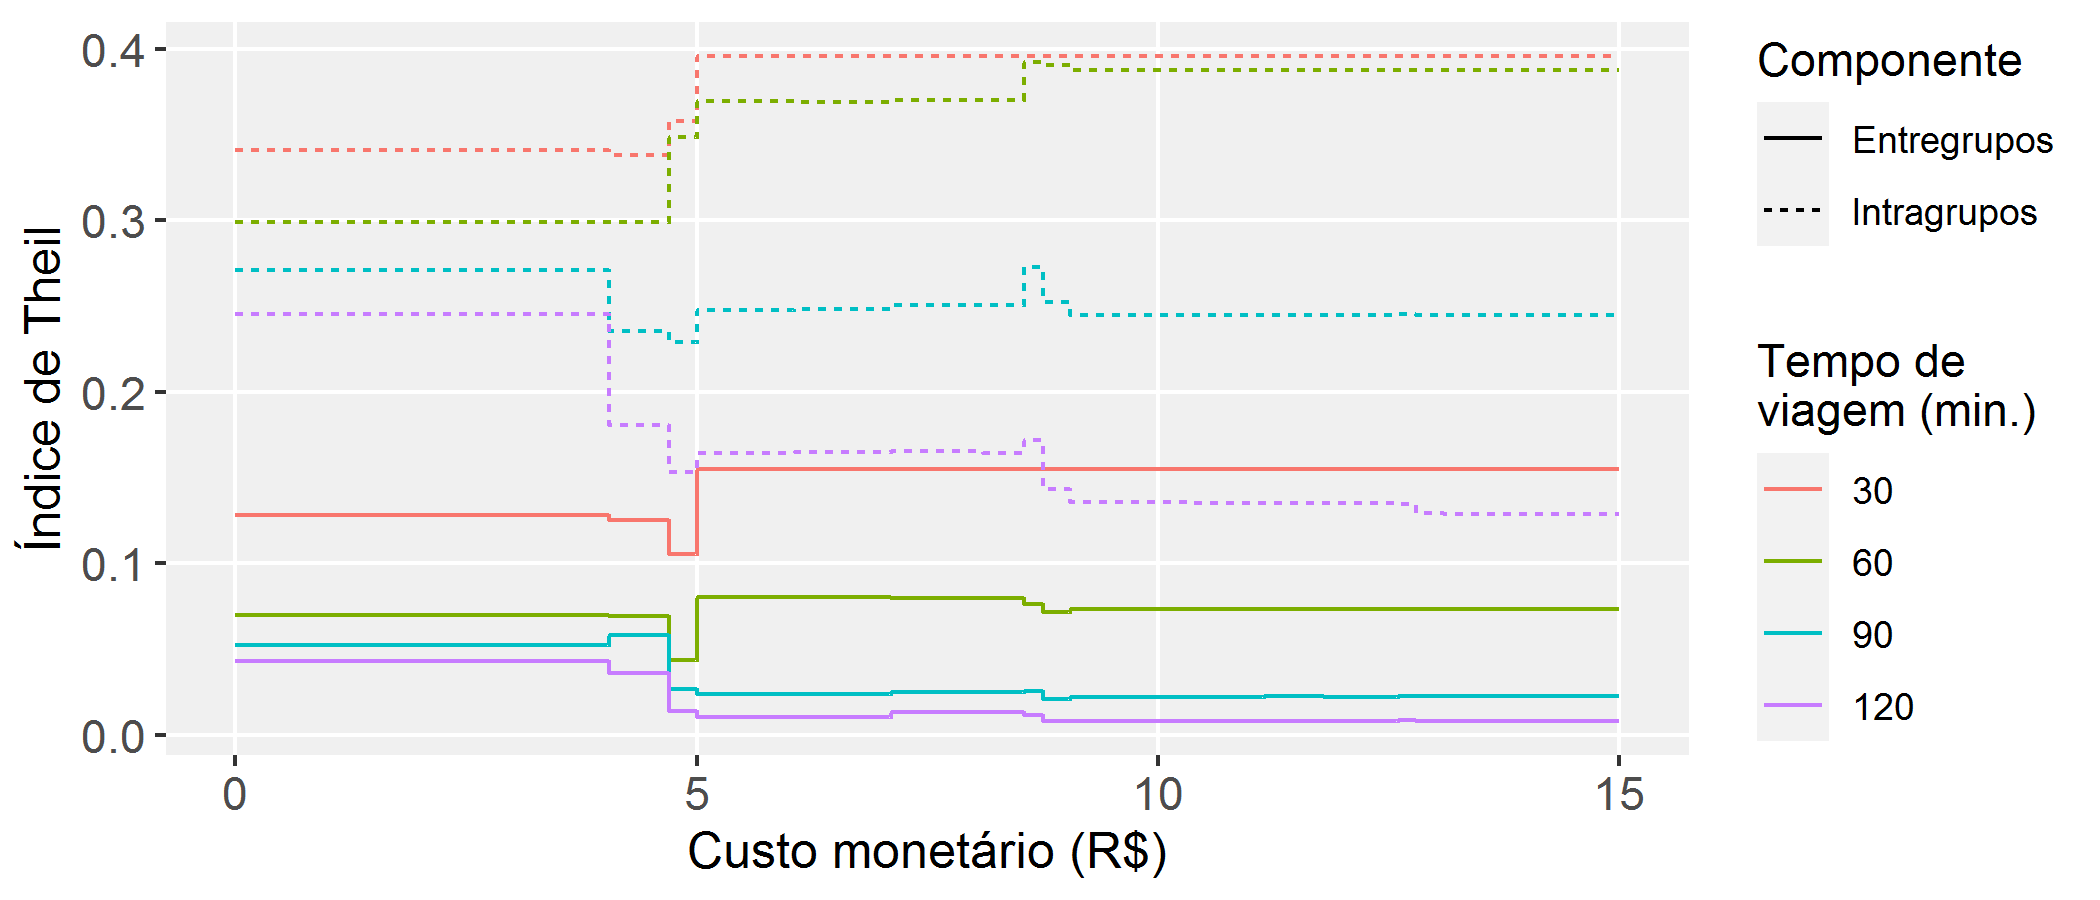 0.4
0.3
0.2
0.1
0.0
Índice de Theil
0
5
10
15
Custo monetário (R$)
Componente
Entregrupos
Intragrupos
Tempo de
viagem (min.)
30
60
90
120